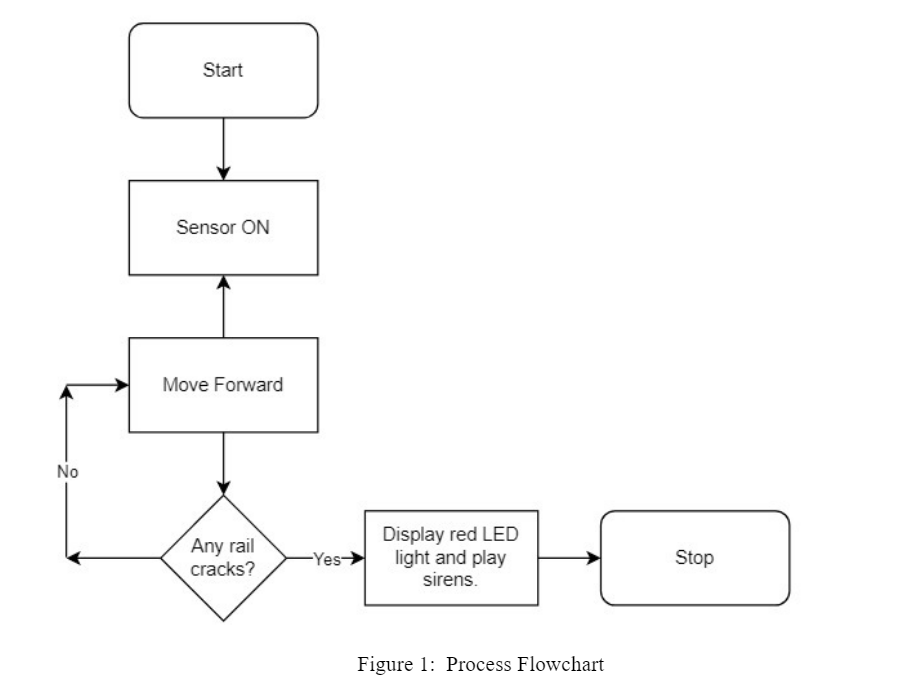 Start
Sensor ON
Move Forward
No
Any rail
cracks?
Yes
Display red LED
light and play
sirens.
Stop
Figure 1:  Process Flowchart